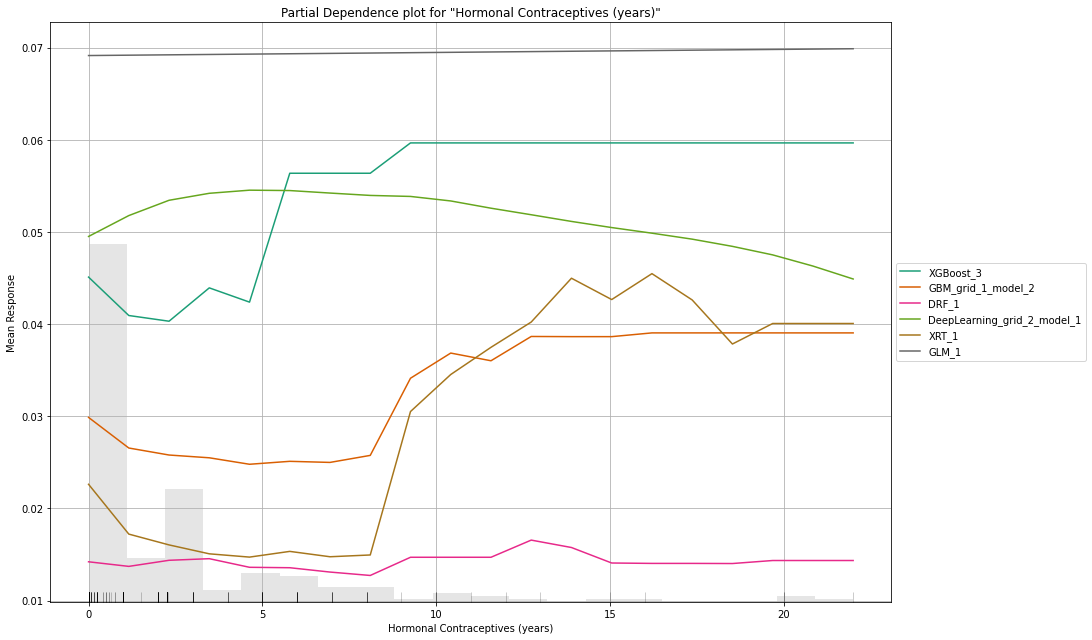 Partial Dependence plot for "Hormonal Contraceptives (years)"
0.07
0.06
0.05
0.04
0.03
0.02
0.01
Mean Response
0 5 10 15 20
Hormonal Contraceptives (years)
XGBoost_3
GBM_grid_1_model_2
DRF_1
DeepLearning_grid_2_model_1
XRT_1
GLM_1